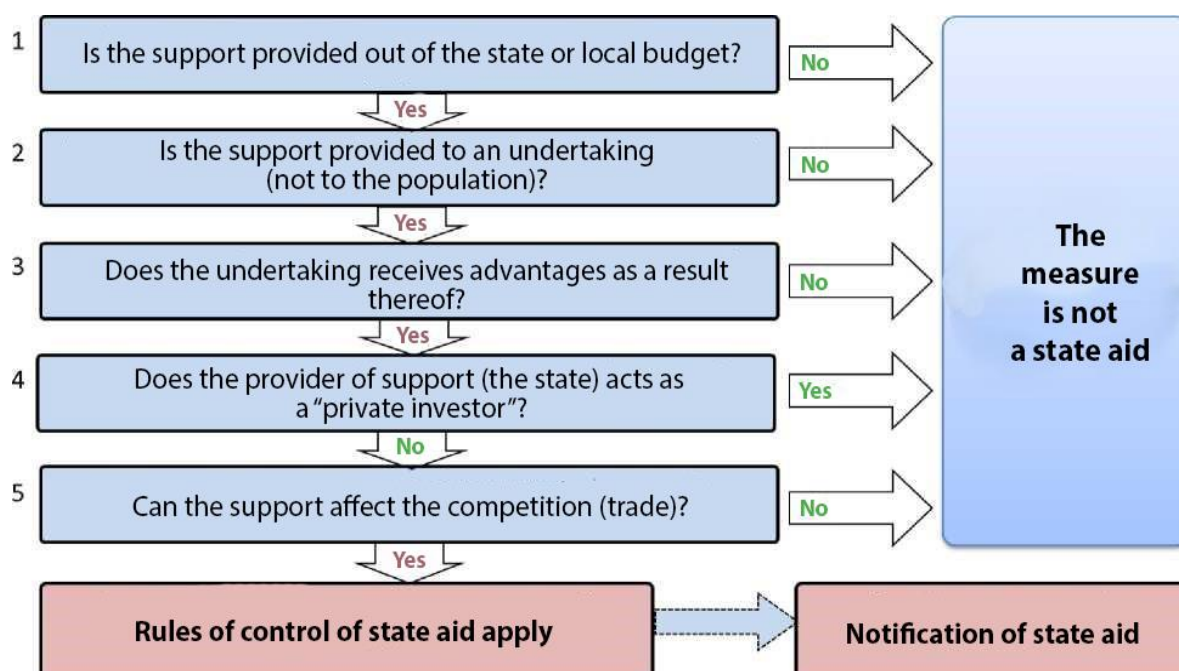 1
Is the support provided out of the state or local budget?
No
Yes
2
Is the support provided to an undertaking
(not to the population)?
No
Yes
3
Does the undertaking receives advantages as a result
thereof?
No
Yes
4
Does the provider of support (the state) acts as
a “private investor”?
Yes
No
5
Can the support affect the competition (trade)?
No
Yes
The
measure
is not
a state aid
Rules of control of state aid apply
Notification of state aid